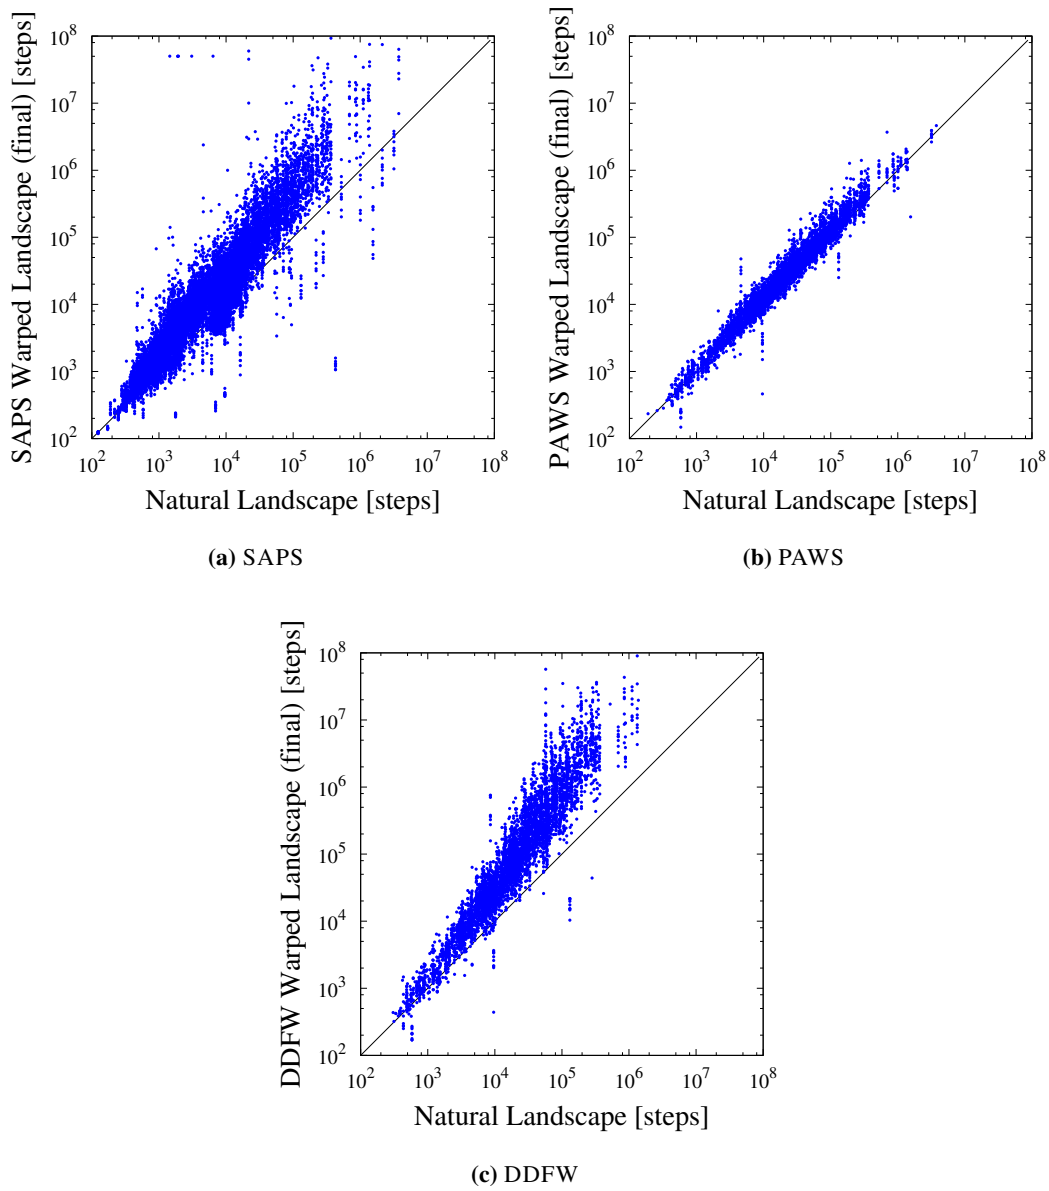 SAPS Warped Landscape (final) [steps]
10^8
10^7
10^6
10^5
10^4
10^3
10^2
10^2 10^3 10^4 10^5 10^6 10^7 10^8
Natural Landscape [steps]
(a) SAPS
PAWS Warped Landscape (final) [steps]
10^8
10^7
10^6
10^5
10^4
10^3
10^2
10^2 10^3 10^4 10^5 10^6 10^7 10^8
Natural Landscape [steps]
(b) PAWS
DDFW Warped Landscape (final) [steps]
10^8
10^7
10^6
10^5
10^4
10^3
10^2
10^2 10^3 10^4 10^5 10^6 10^7 10^8
Natural Landscape [steps]
(c) DDFW